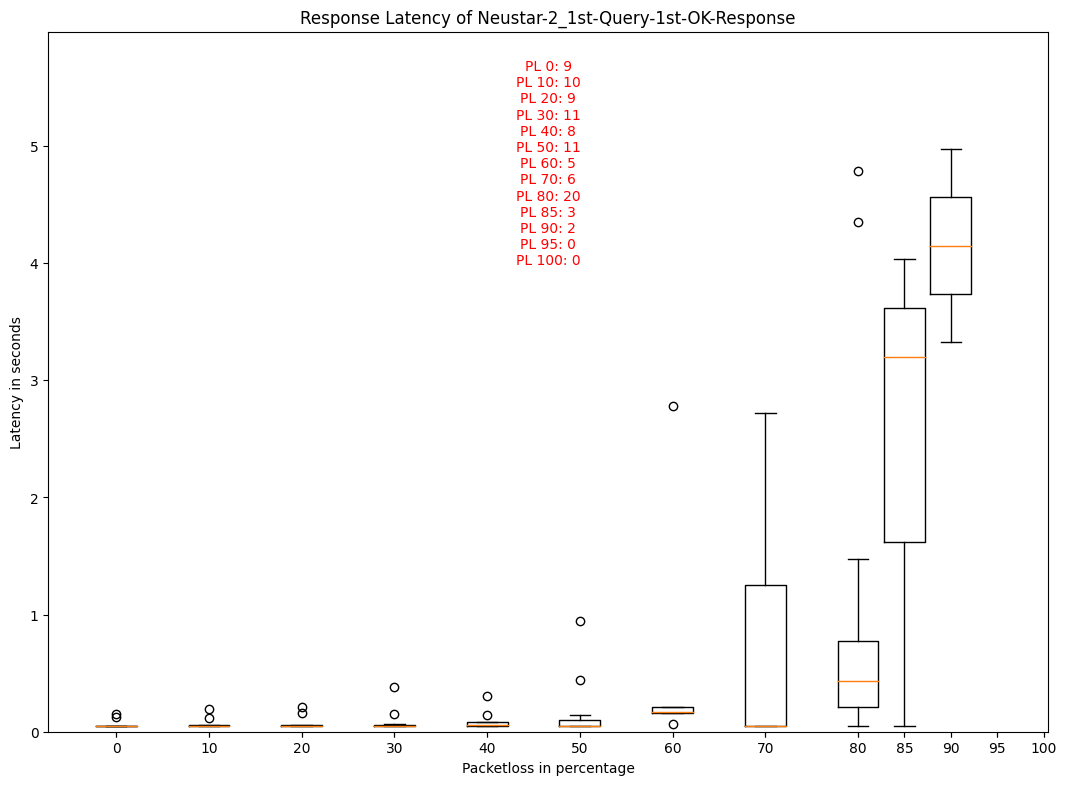 Response Latency of Neustar-2_1st-Query-1st-OK-Response
PL 0: 9
PL 10: 10
PL 20: 9
PL 30: 11
PL 40: 8
PL 50: 11
PL 60: 5
PL 70: 6
PL 80: 20
PL 85: 3
PL 90: 2
PL 95: 0
PL 100: 0
Latency in seconds
5
4
3
2
1
0
0 10 20 30 40 50 60 70 80 85 90 95 100
Packetloss in percentage